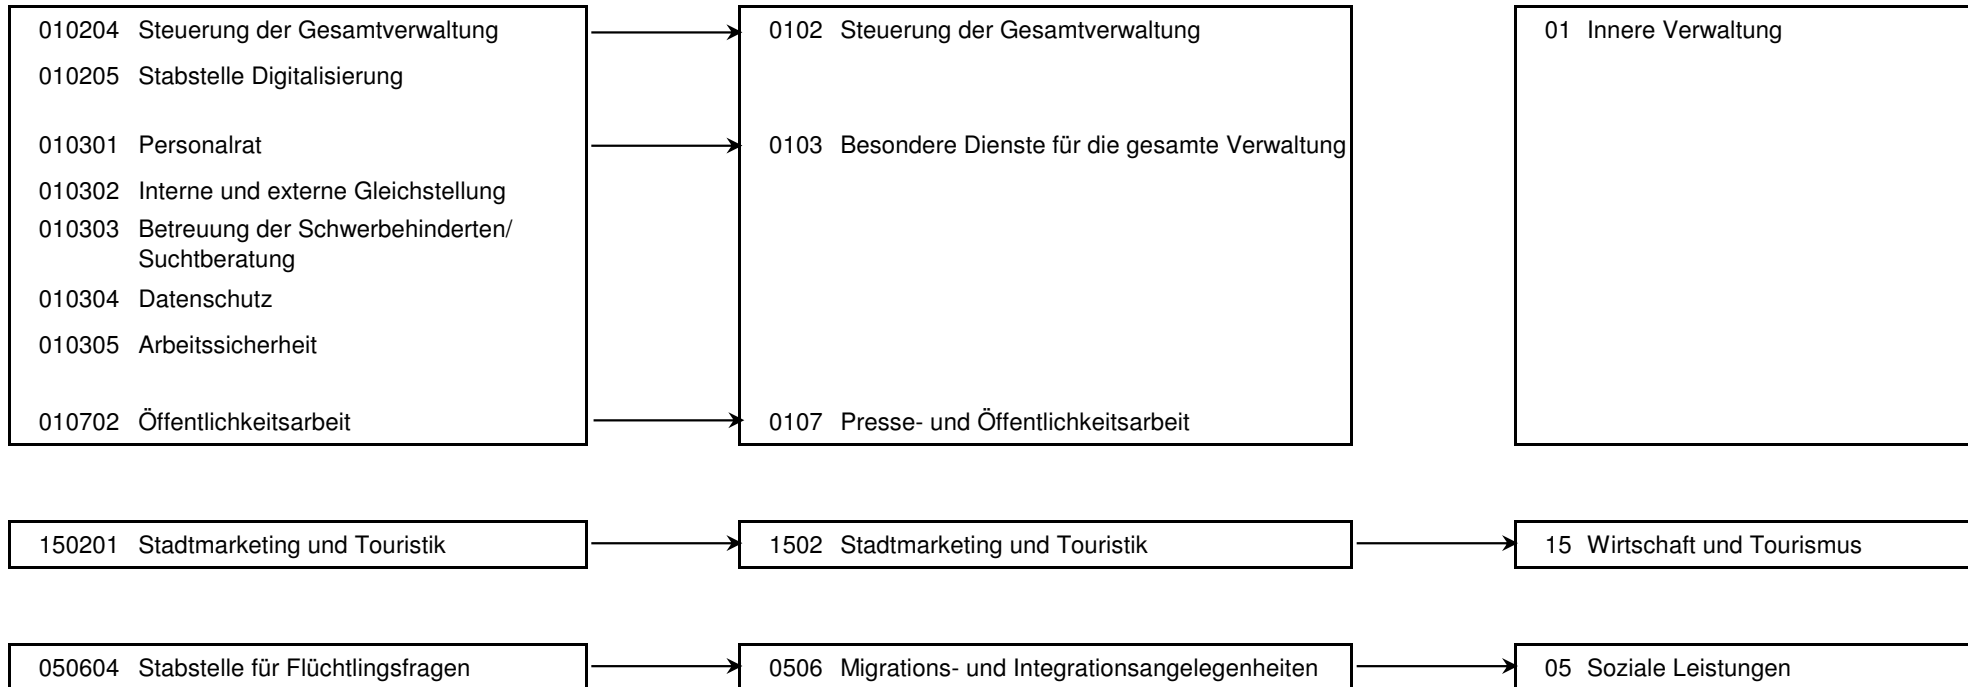 010204 Steuerung der Gesamtverwaltung 0102 Steuerung der Gesamtverwaltung 01 Innere Verwaltung
010205 Stabstelle Digitalisierung
010301 Personalrat 0103 Besondere Dienste für die gesamte Verwaltung
010302 Interne und externe Gleichstellung
010303 Betreuung der Schwerbehinderten/
Suchtberatung
010304 Datenschutz
010305 Arbeitssicherheit
010702 Öffentlichkeitsarbeit 0107 Presse- und Öffentlichkeitsarbeit
150201 Stadtmarketing und Touristik 1502 Stadtmarketing und Touristik 15 Wirtschaft und Tourismus
050604 Stabstelle für Flüchtlingsfragen 0506 Migrations- und Integrationsangelegenheiten 05 Soziale Leistungen